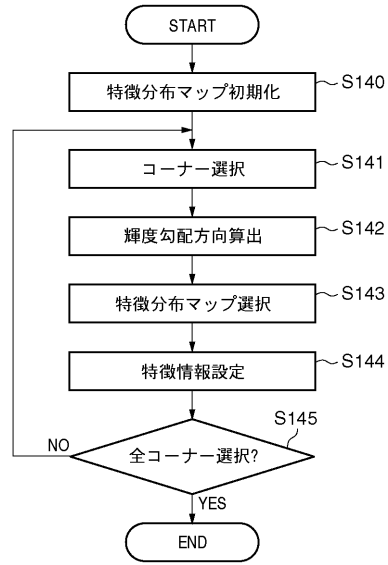 START
特徴分布マップ初期化
S140
コーナー選択
S141
輝度勾配方向算出
S142
特徴分布マップ選択
S143
特徴情報設定
S144
S145
全コーナー選択?
NO
YES
END